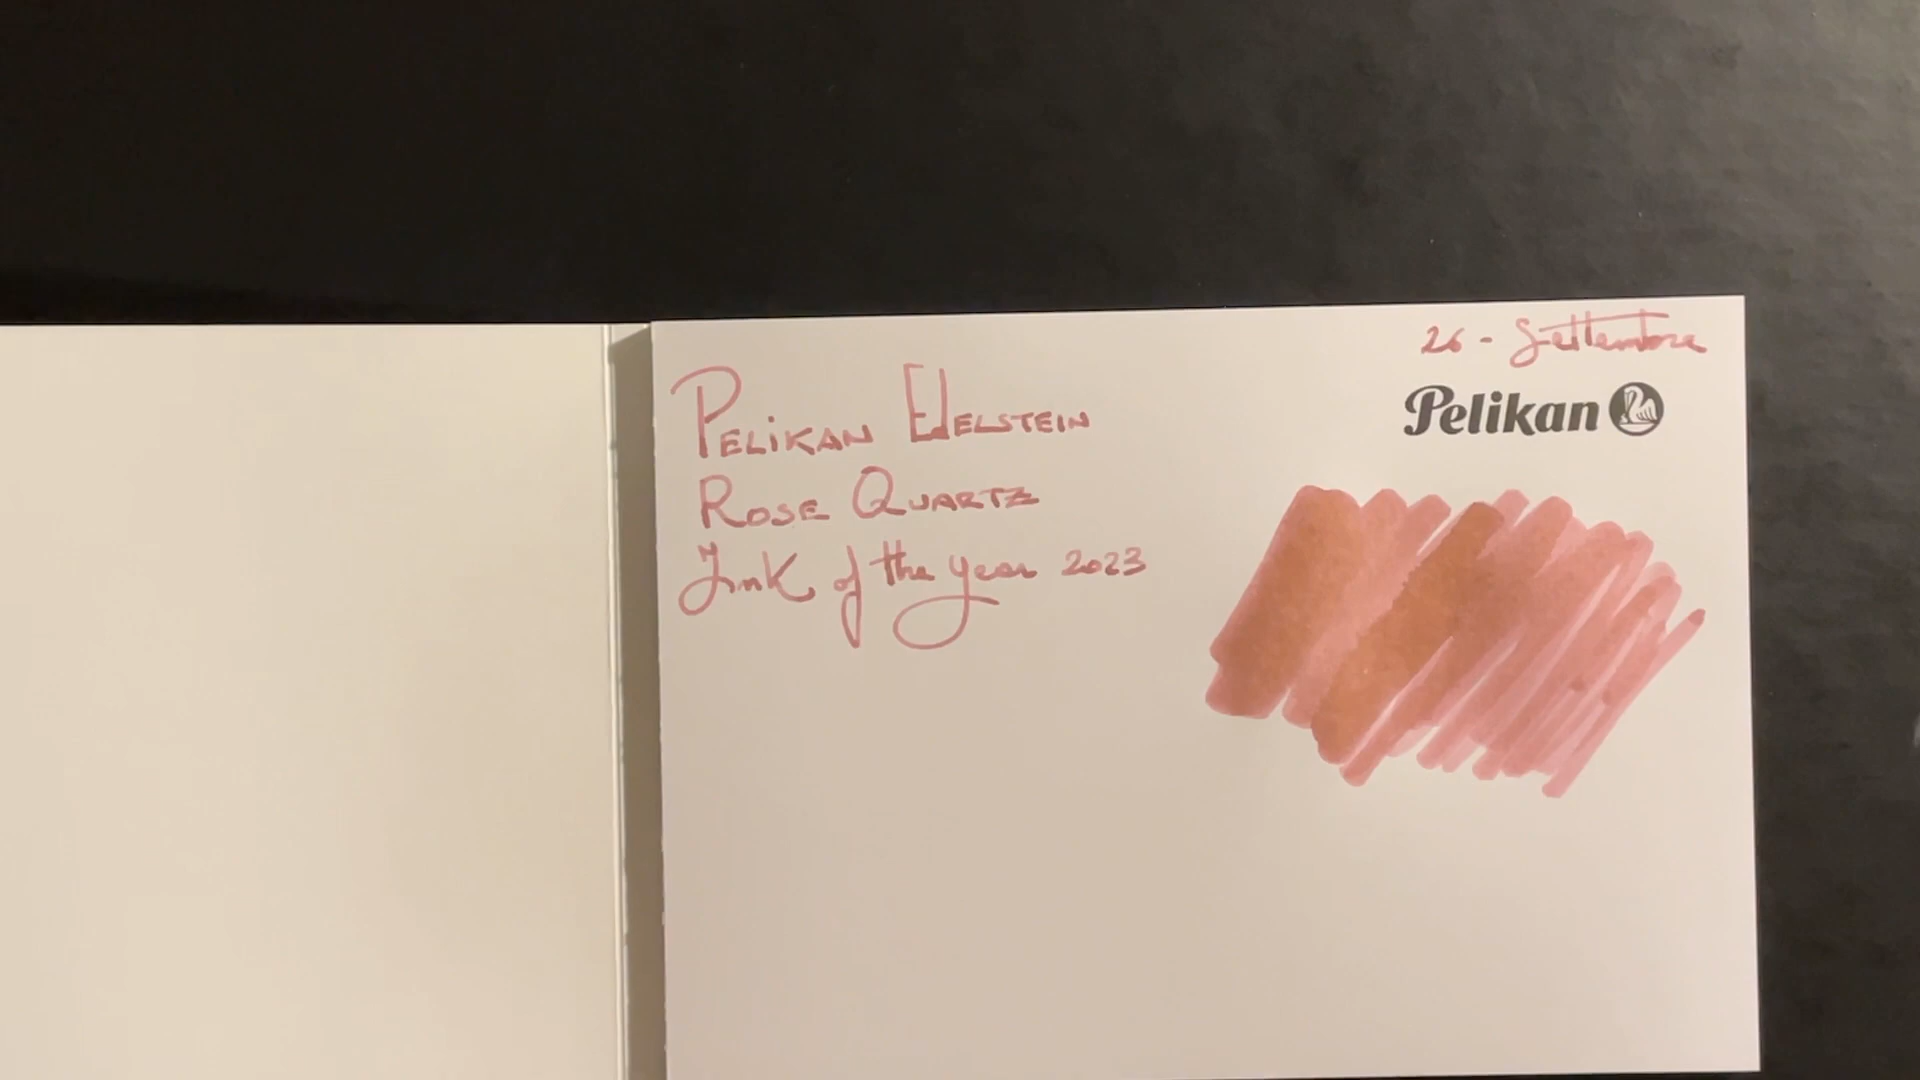 26 - Settembre
Pelikan
PELIKAN EDELSTEIN
ROSE QUARTZ
Ink of the year 2023